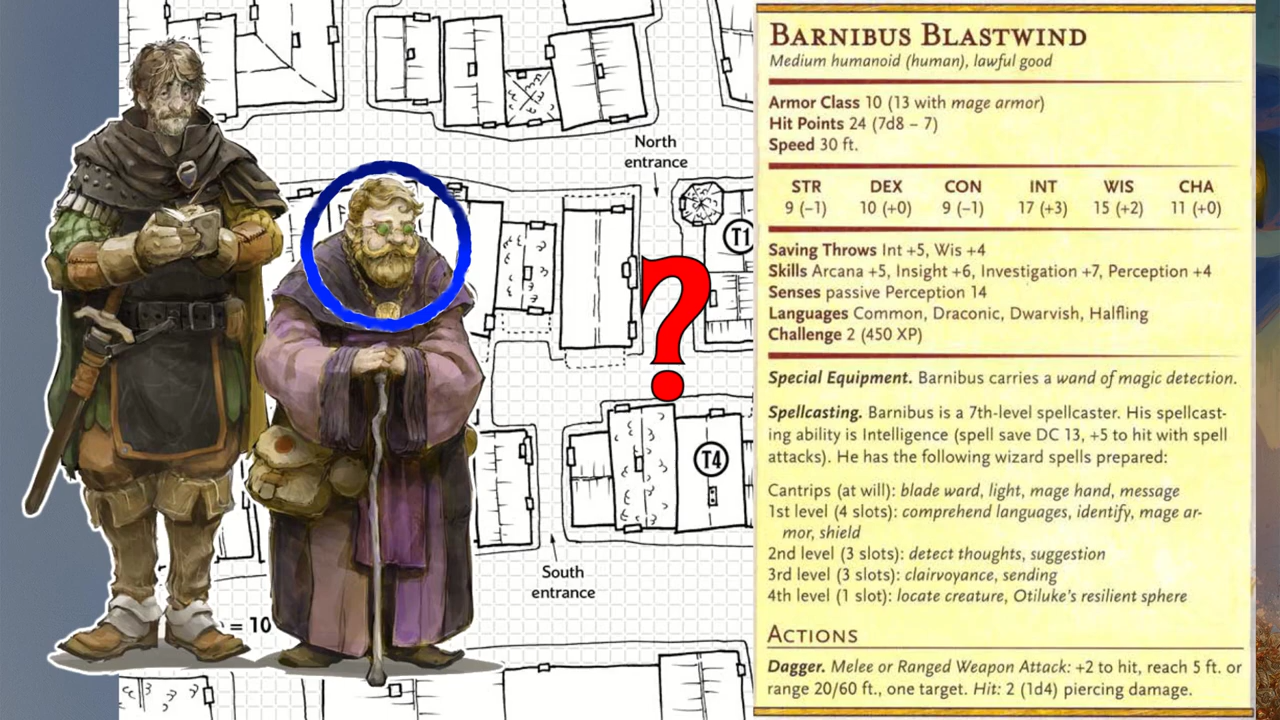 North
entrance
T1
?
T4
South
entrance
= 10
BARNIBUS BLASTWIND
Medium humanoid (human), lawful good
Armor Class 10 (13 with mage armor)
Hit Points 24 (7d8 – 7)
Speed 30 ft.
STR DEX CON INT WIS CHA
9 (–1) 10 (+0) 9 (–1) 17 (+3) 15 (+2) 11 (+0)
Saving Throws Int +5, Wis +4
Skills Arcana +5, Insight +6, Investigation +7, Perception +4
Senses passive Perception 14
Languages Common, Draconic, Dwarvish, Halfling
Challenge 2 (450 XP)
Special Equipment. Barnibus carries a wand of magic detection.
Spellcasting. Barnibus is a 7th-level spellcaster. His spellcast-
ing ability is Intelligence (spell save DC 13, +5 to hit with spell
attacks). He has the following wizard spells prepared:
Cantrips (at will): blade ward, light, mage hand, message
1st level (4 slots): comprehend languages, identify, mage ar-
mor, shield
2nd level (3 slots): detect thoughts, suggestion
3rd level (3 slots): clairvoyance, sending
4th level (1 slot): locate creature, Otiluke's resilient sphere
ACTIONS
Dagger. Melee or Ranged Weapon Attack: +2 to hit, reach 5 ft. or
range 20/60 ft., one target. Hit: 2 (1d4) piercing damage.